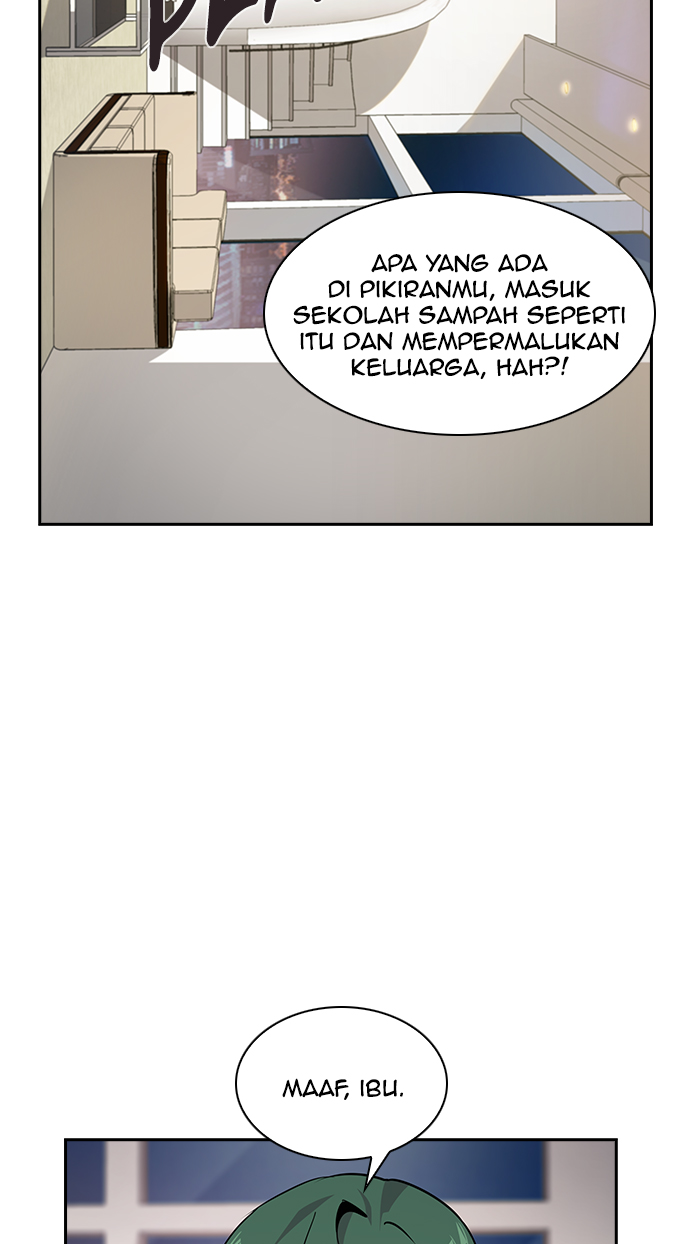 APA YANG ADA
DI PIKIRANMU, MASUK
SEKOLAH SAMPAH SEPERTI
ITU DAN MEMPERMALUKAN
KELUARGA, HAH?!
MAAF, IBU.